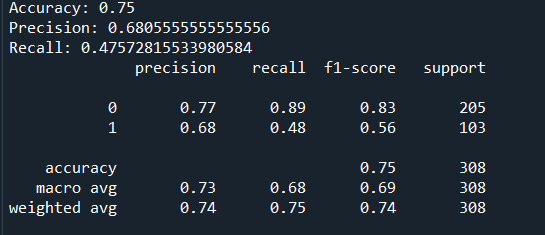 Accuracy: 0.75
Precision: 0.6805555555555556
Recall: 0.47572815533980584
precision recall f1-score support
0 0.77 0.89 0.83 205
1 0.68 0.48 0.56 103
accuracy 0.75 308
macro avg 0.73 0.68 0.69 308
weighted avg 0.74 0.75 0.74 308